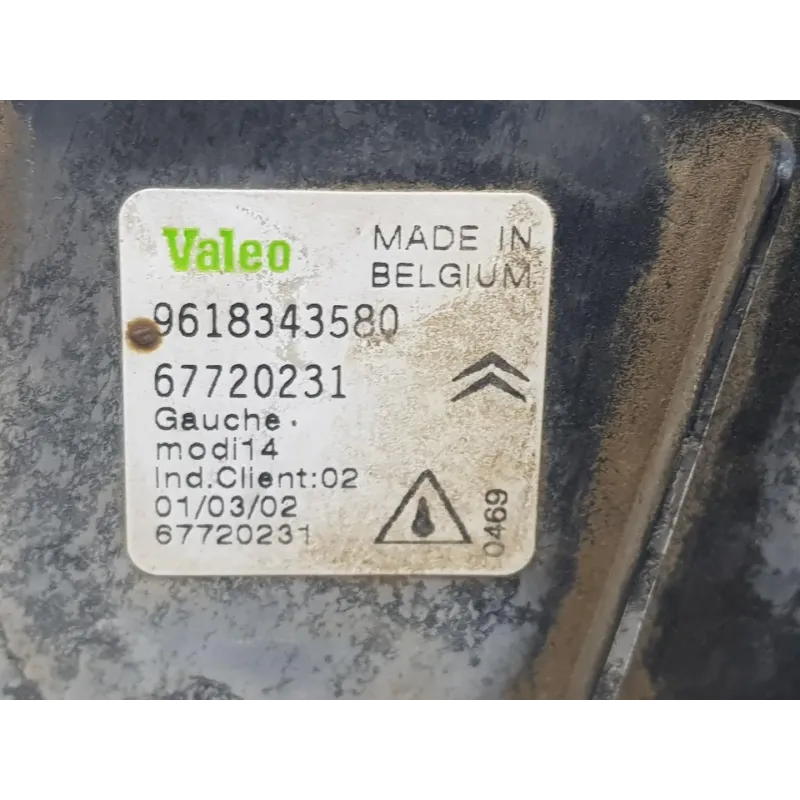 Valeo
MADE IN
BELGIUM
9618343580
67720231
Gauche.
modi14
Ind.Client:02
01/03/02
67720231
0469